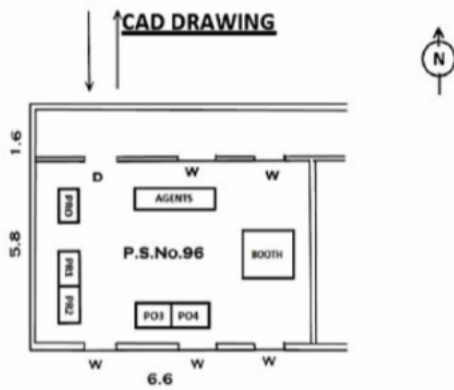 CAD DRAWING
N
1.6
D
W
W
PRO
AGENTS
5.8
P.S.No.96
BOOTH
PR1
PR2
PO3
PO4
W
W
W
6.6